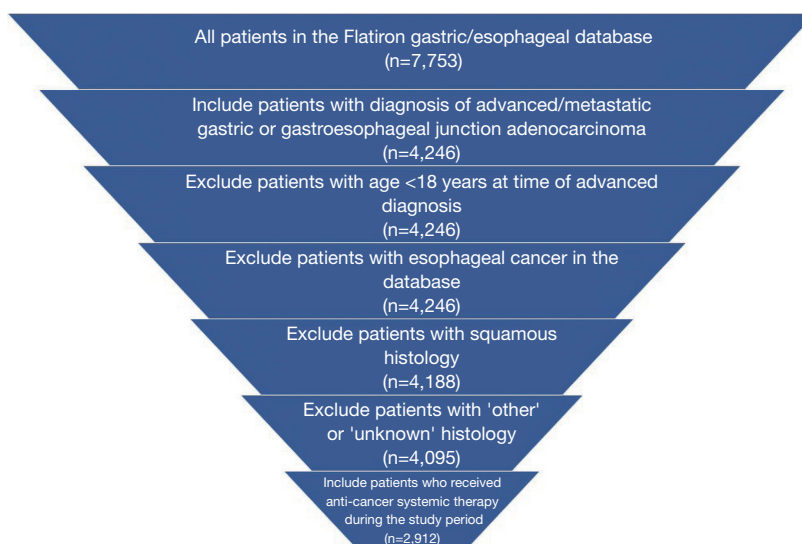 All patients in the Flatiron gastric/esophageal database
(n=7,753)
Include patients with diagnosis of advanced/metastatic
gastric or gastroesophageal junction adenocarcinoma
(n=4,246)
Exclude patients with age <18 years at time of advanced
diagnosis
(n=4,246)
Exclude patients with esophageal cancer in the
database
(n=4,246)
Exclude patients with squamous
histology
(n=4,188)
Exclude patients with 'other'
or 'unknown' histology
(n=4,095)
Include patients who received
anti-cancer systemic therapy
during the study period
(n=2,912)